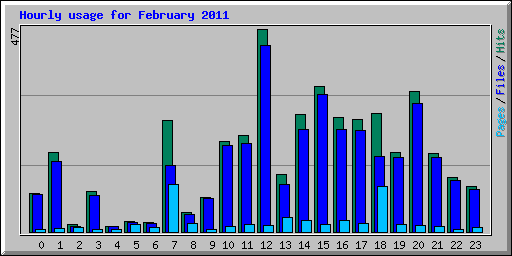 Hourly usage for February 2011
477
Pages / Files / Hits
0 1 2 3 4 5 6 7 8 9 10 11 12 13 14 15 16 17 18 19 20 21 22 23